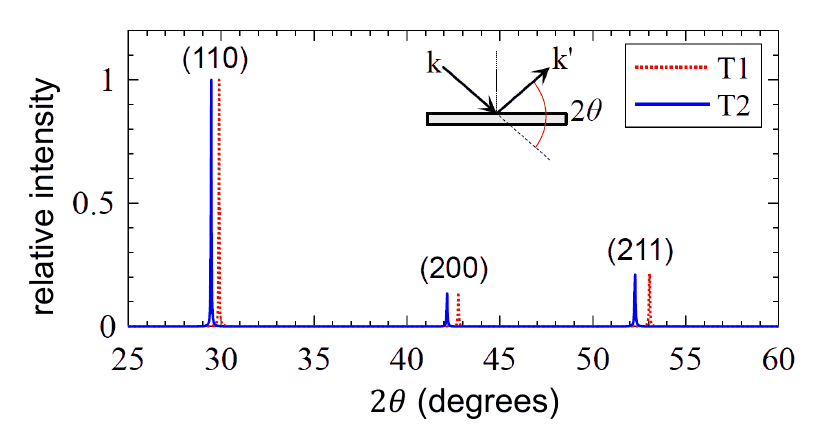 (110)
(200)
(211)
k
k'
2θ
T1
T2
relative intensity
1
0.5
0
25 30 35 40 45 50 55 60
2θ (degrees)